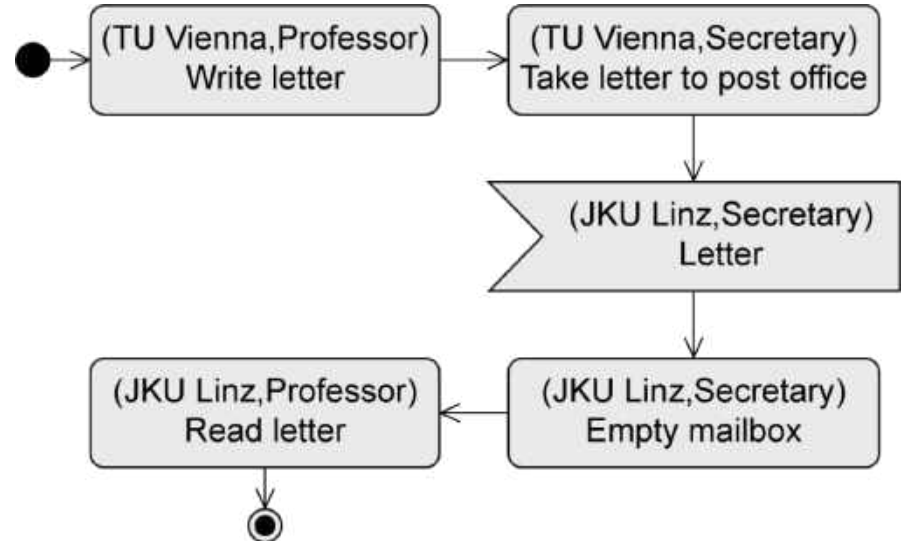 (TU Vienna,Professor)
Write letter
(TU Vienna,Secretary)
Take letter to post office
(JKU Linz,Secretary)
Letter
(JKU Linz,Secretary)
Empty mailbox
(JKU Linz,Professor)
Read letter